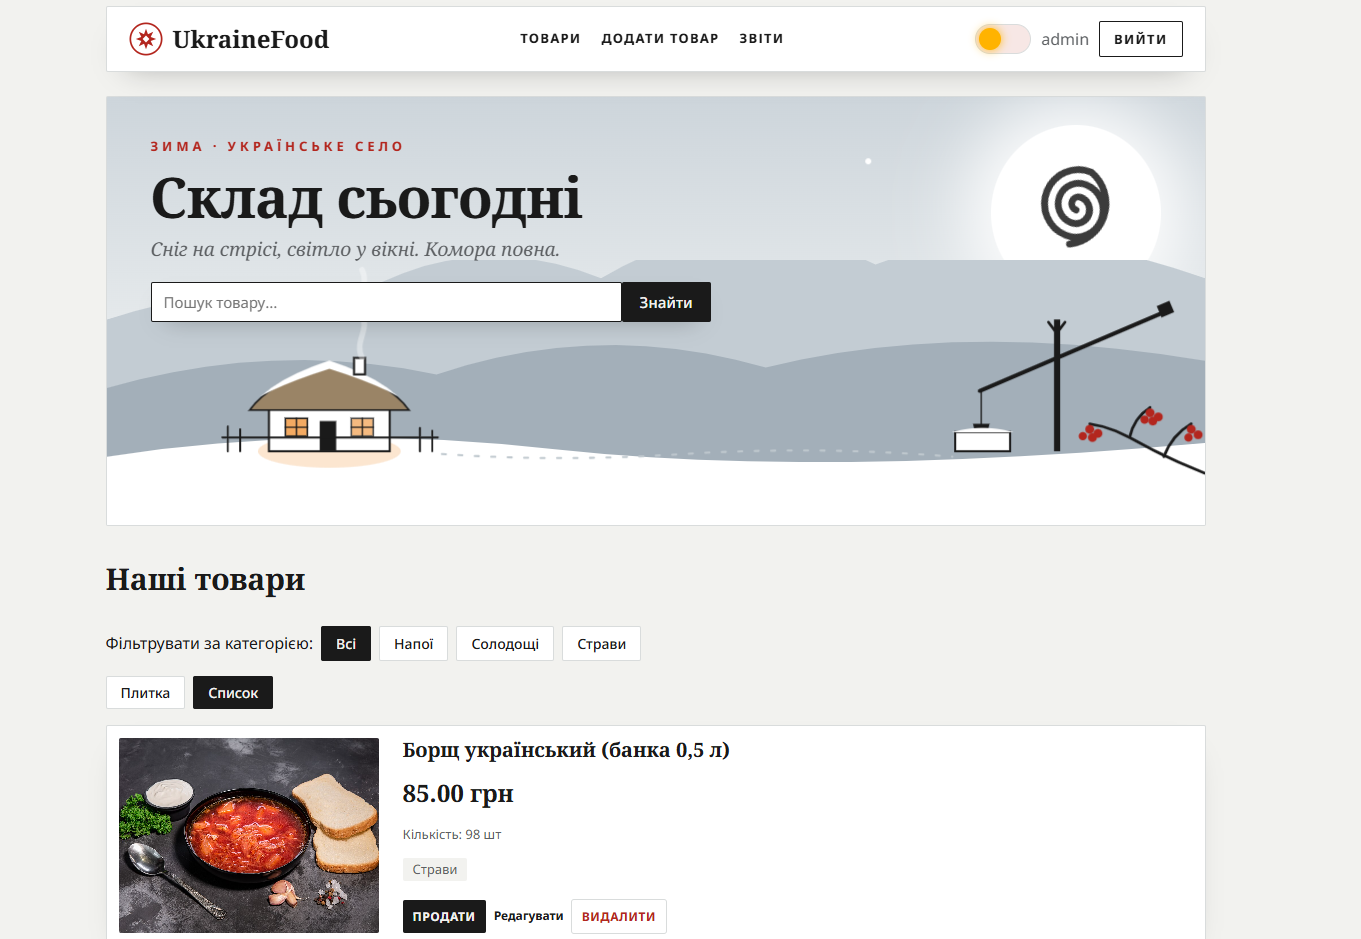 UkraineFood
ТОВАРИ ДОДАТИ ТОВАР ЗВІТИ
admin ВИЙТИ
ЗИМА · УКРАЇНСЬКЕ СЕЛО
Склад сьогодні
Сніг на стрісі, світло у вікні. Комора повна.
Пошук товару... Знайти
Наші товари
Фільтрувати за категорією: Всі Напої Солодощі Страви
Плитка Список
Борщ український (банка 0,5 л)
85.00 грн
Кількість: 98 шт
Страви
ПРОДАТИ Редагувати ВИДАЛИТИ